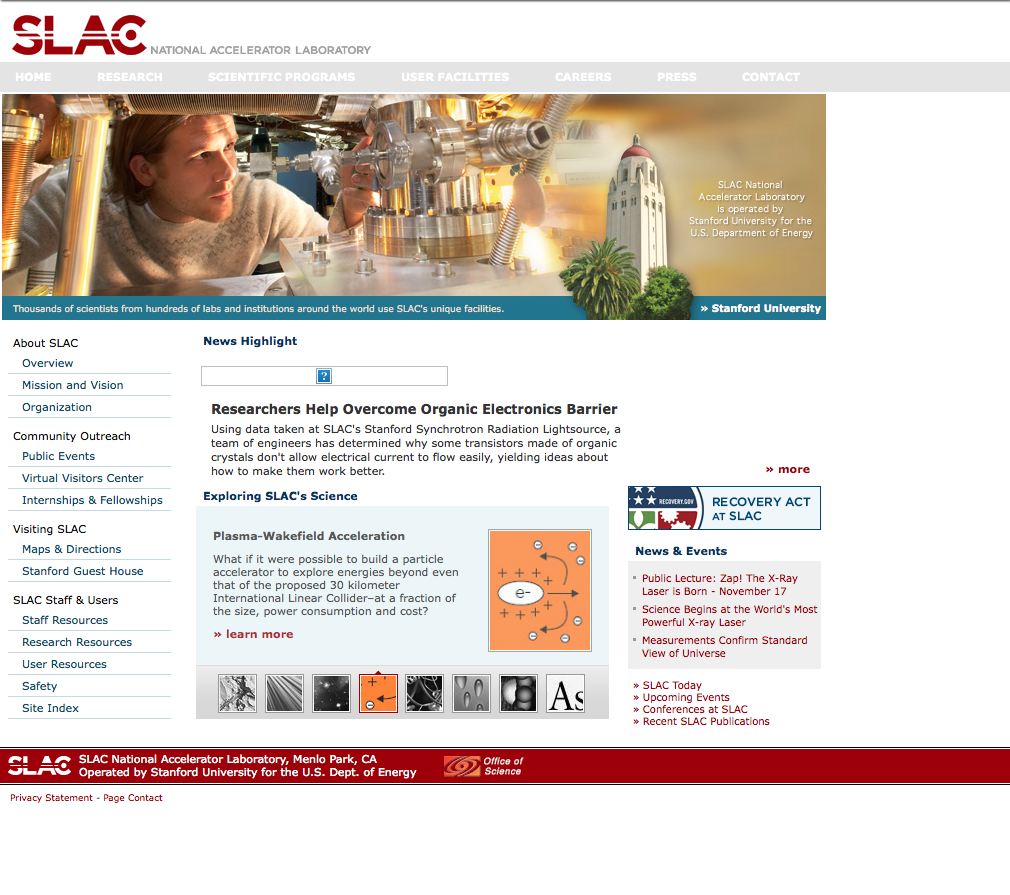 SLAC NATIONAL ACCELERATOR LABORATORY
HOME RESEARCH SCIENTIFIC PROGRAMS USER FACILITIES CAREERS PRESS CONTACT
SLAC National
Accelerator Laboratory
is operated by
Stanford University for the
U.S. Department of Energy
Thousands of scientists from hundreds of labs and institutions around the world use SLAC's unique facilities.
» Stanford University
About SLAC
Overview
Mission and Vision
Organization
Community Outreach
Public Events
Virtual Visitors Center
Internships & Fellowships
Visiting SLAC
Maps & Directions
Stanford Guest House
SLAC Staff & Users
Staff Resources
Research Resources
User Resources
Safety
Site Index
News Highlight
?
Researchers Help Overcome Organic Electronics Barrier
Using data taken at SLAC's Stanford Synchrotron Radiation Lightsource, a
team of engineers has determined why some transistors made of organic
crystals don't allow electrical current to flow easily, yielding ideas about
how to make them work better.
» more
Exploring SLAC's Science
Plasma-Wakefield Acceleration
What if it were possible to build a particle
accelerator to explore energies beyond even
that of the proposed 30 kilometer
International Linear Collider–at a fraction of
the size, power consumption and cost?
» learn more
e-
As
RECOVERY.GOV
RECOVERY ACT
AT SLAC
News & Events
Public Lecture: Zap! The X-Ray
Laser is Born - November 17
Science Begins at the World's Most
Powerful X-ray Laser
Measurements Confirm Standard
View of Universe
» SLAC Today
» Upcoming Events
» Conferences at SLAC
» Recent SLAC Publications
SLAC
SLAC National Accelerator Laboratory, Menlo Park, CA
Operated by Stanford University for the U.S. Dept. of Energy
Office of
Science
Privacy Statement - Page Contact